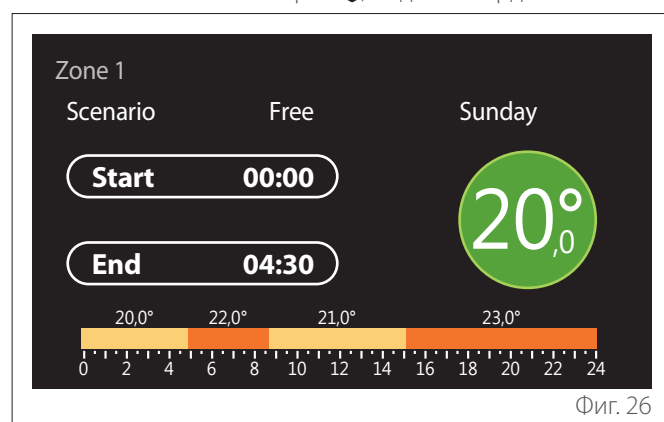 Zone 1
Scenario Free Sunday
Start 00:00
20°,0
End 04:30
20,0° 22,0° 21,0° 23,0°
0 2 4 6 8 10 12 14 16 18 20 22 24
Фиг. 26